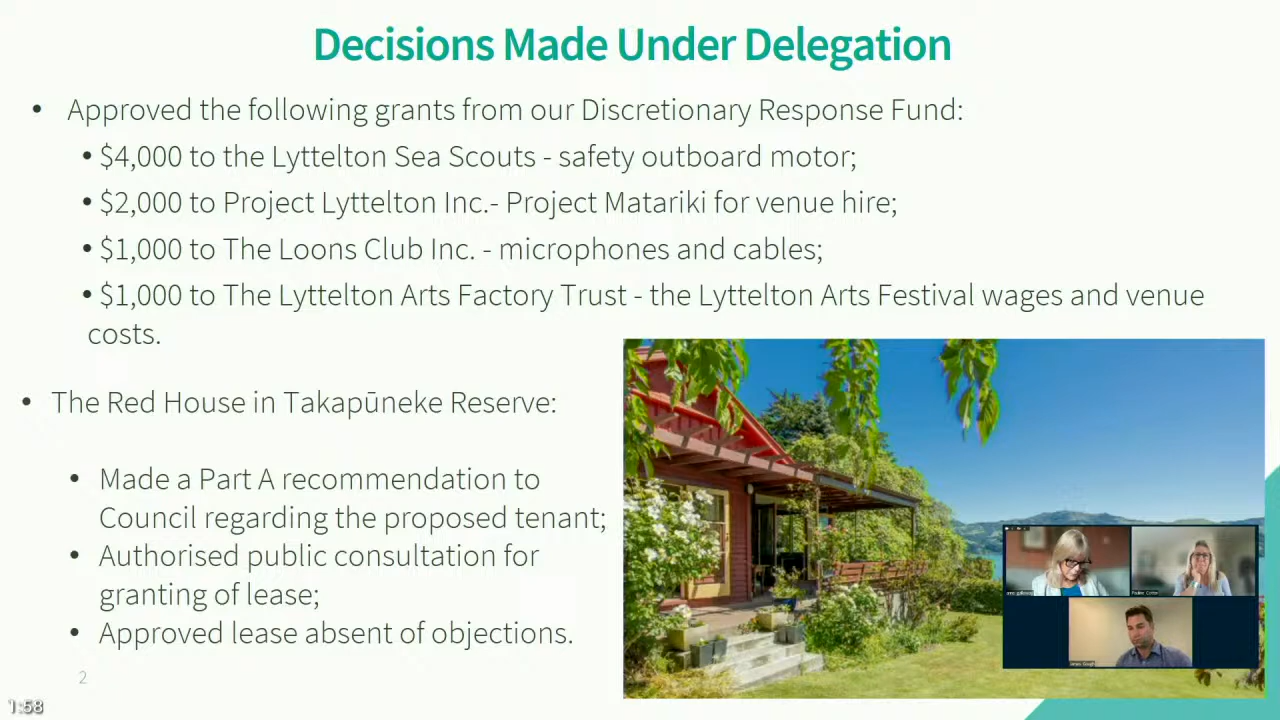 Decisions Made Under Delegation
• Approved the following grants from our Discretionary Response Fund:
• $4,000 to the Lyttelton Sea Scouts - safety outboard motor;
• $2,000 to Project Lyttelton Inc.- Project Matariki for venue hire;
• $1,000 to The Loons Club Inc. - microphones and cables;
• $1,000 to The Lyttelton Arts Factory Trust - the Lyttelton Arts Festival wages and venue
costs.
• The Red House in Takapūneke Reserve:
• Made a Part A recommendation to
Council regarding the proposed tenant;
• Authorised public consultation for
granting of lease;
• Approved lease absent of objections.
2
1:58